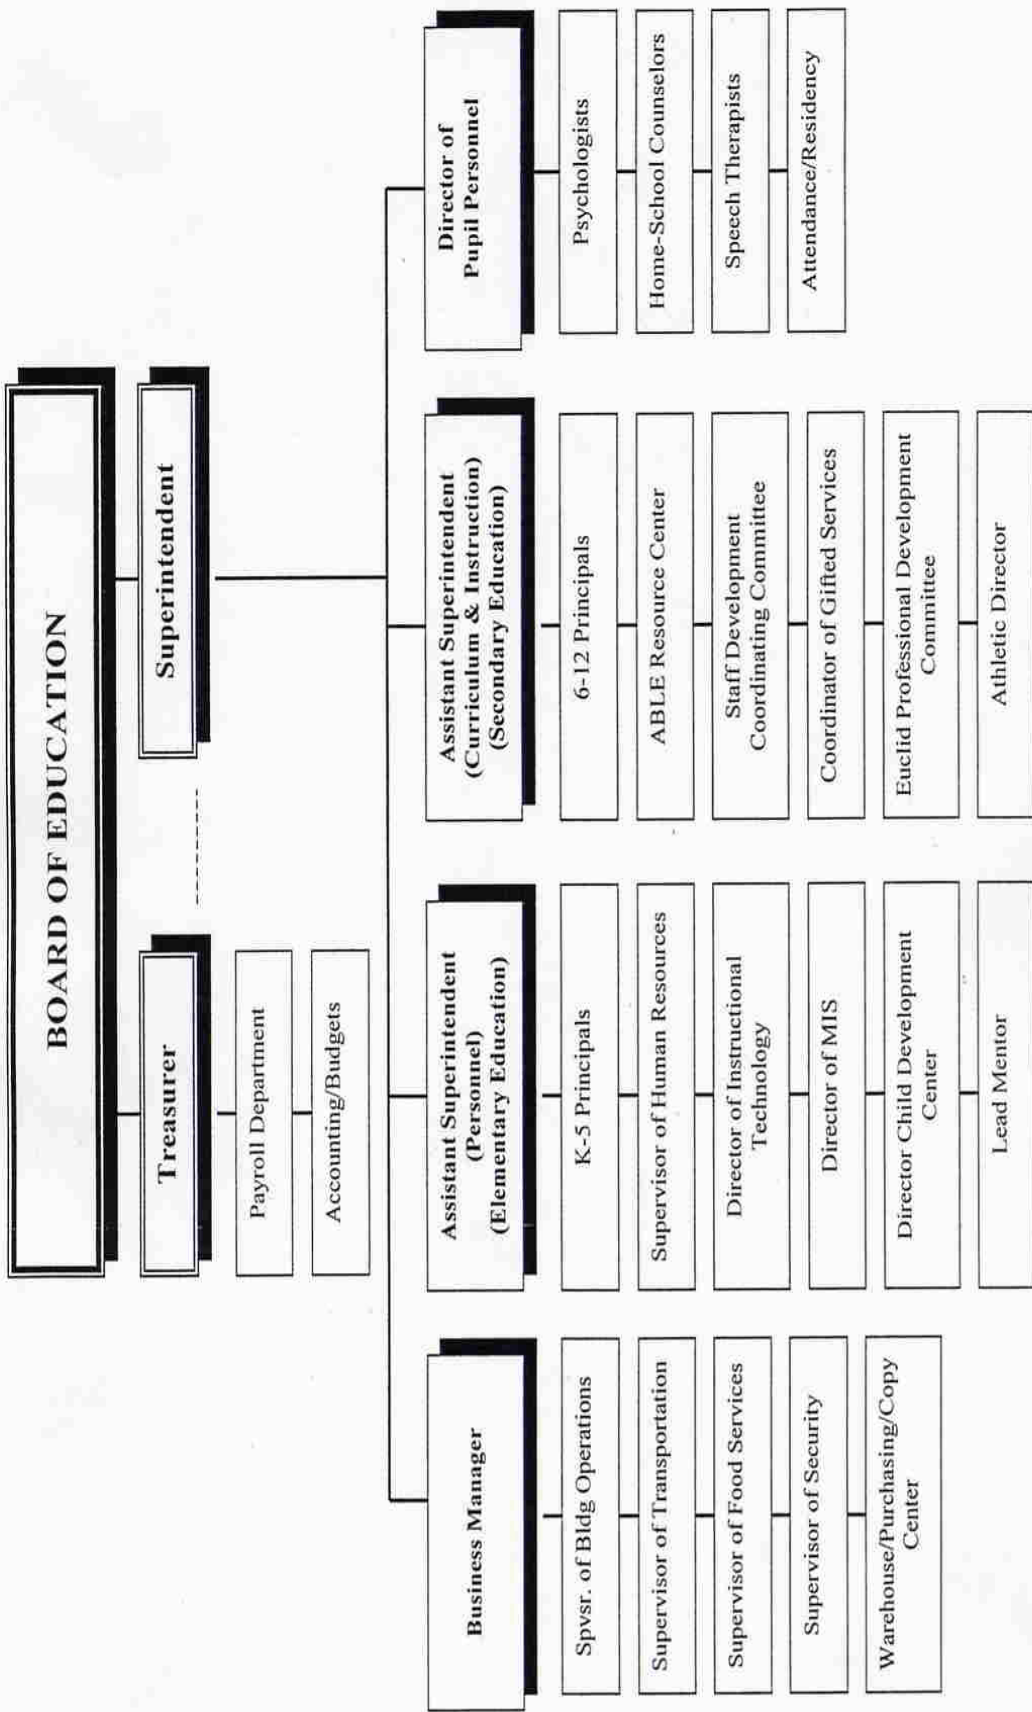 BOARD OF EDUCATION
Treasurer
Superintendent
Payroll Department
Accounting/Budgets
Business Manager
Spvsr. of Bldg Operations
Supervisor of Transportation
Supervisor of Food Services
Supervisor of Security
Warehouse/Purchasing/Copy
Center
Assistant Superintendent
(Personnel)
(Elementary Education)
K-5 Principals
Supervisor of Human Resources
Director of Instructional
Technology
Director of MIS
Director Child Development
Center
Lead Mentor
Assistant Superintendent
(Curriculum & Instruction)
(Secondary Education)
6-12 Principals
ABLE Resource Center
Staff Development
Coordinating Committee
Coordinator of Gifted Services
Euclid Professional Development
Committee
Athletic Director
Director of
Pupil Personnel
Psychologists
Home-School Counselors
Speech Therapists
Attendance/Residency